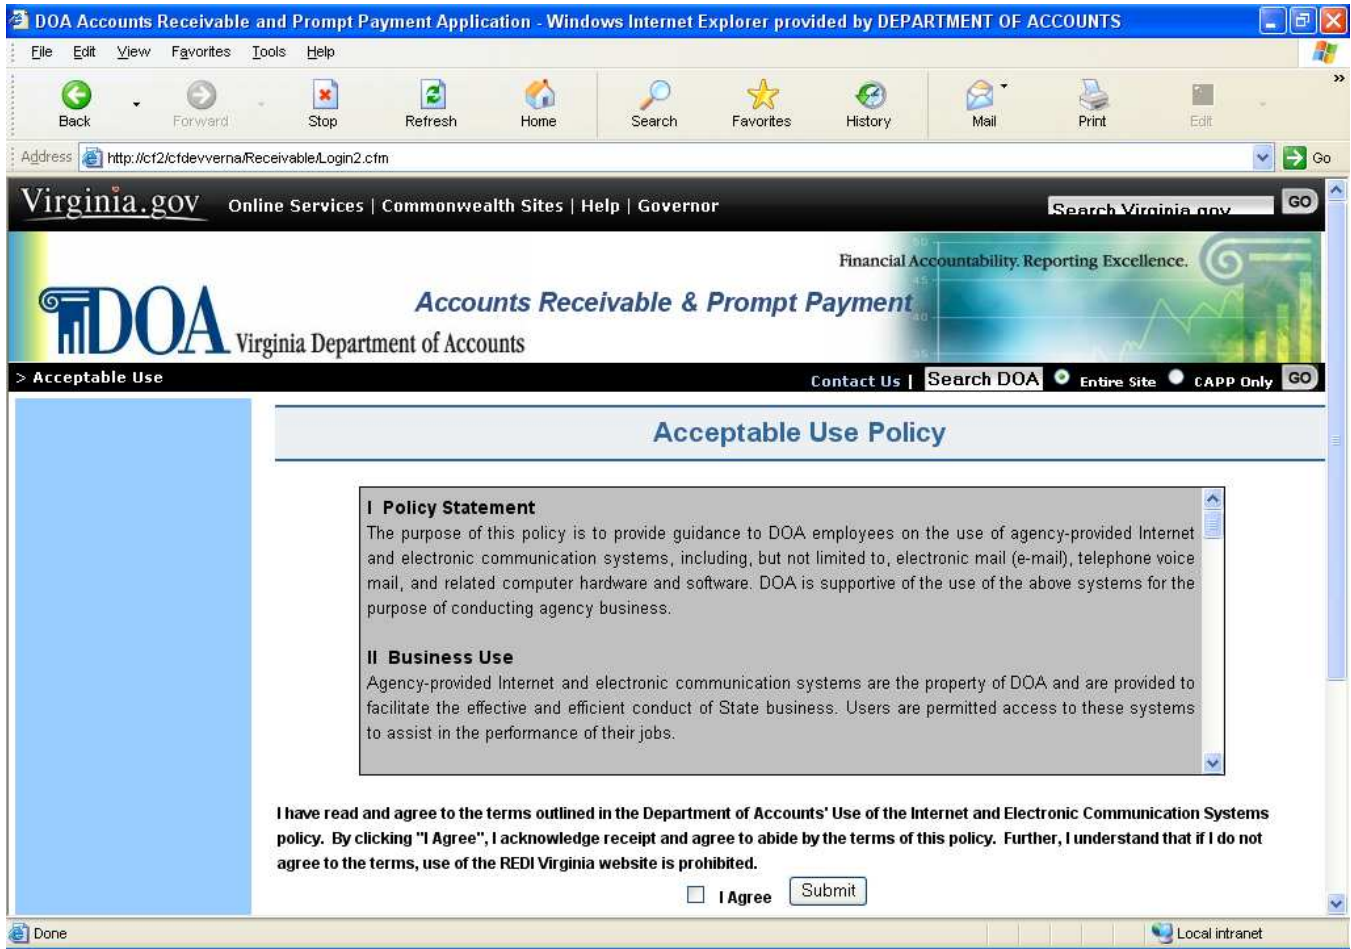 DOA Accounts Receivable and Prompt Payment Application - Windows Internet Explorer provided by DEPARTMENT OF ACCOUNTS
File Edit View Favorites Tools Help
Back Forward Stop Refresh Home Search Favorites History Mail Print Edit
Address http://cf2/cfdevverna/Receivable/Login2.cfm Go
Virginia.gov Online Services | Commonwealth Sites | Help | Governor Search Virginia.gov GO
Financial Accountability. Reporting Excellence.
Accounts Receivable & Prompt Payment
DOA Virginia Department of Accounts
50
45
40
35
> Acceptable Use Contact Us | Search DOA Entire Site CAPP Only GO
Acceptable Use Policy
I Policy Statement
The purpose of this policy is to provide guidance to DOA employees on the use of agency-provided Internet
and electronic communication systems, including, but not limited to, electronic mail (e-mail), telephone voice
mail, and related computer hardware and software. DOA is supportive of the use of the above systems for the
purpose of conducting agency business.
II Business Use
Agency-provided Internet and electronic communication systems are the property of DOA and are provided to
facilitate the effective and efficient conduct of State business. Users are permitted access to these systems
to assist in the performance of their jobs.
I have read and agree to the terms outlined in the Department of Accounts' Use of the Internet and Electronic Communication Systems
policy. By clicking "I Agree", I acknowledge receipt and agree to abide by the terms of this policy. Further, I understand that if I do not
agree to the terms, use of the REDI Virginia website is prohibited.
I Agree Submit
Done Local intranet